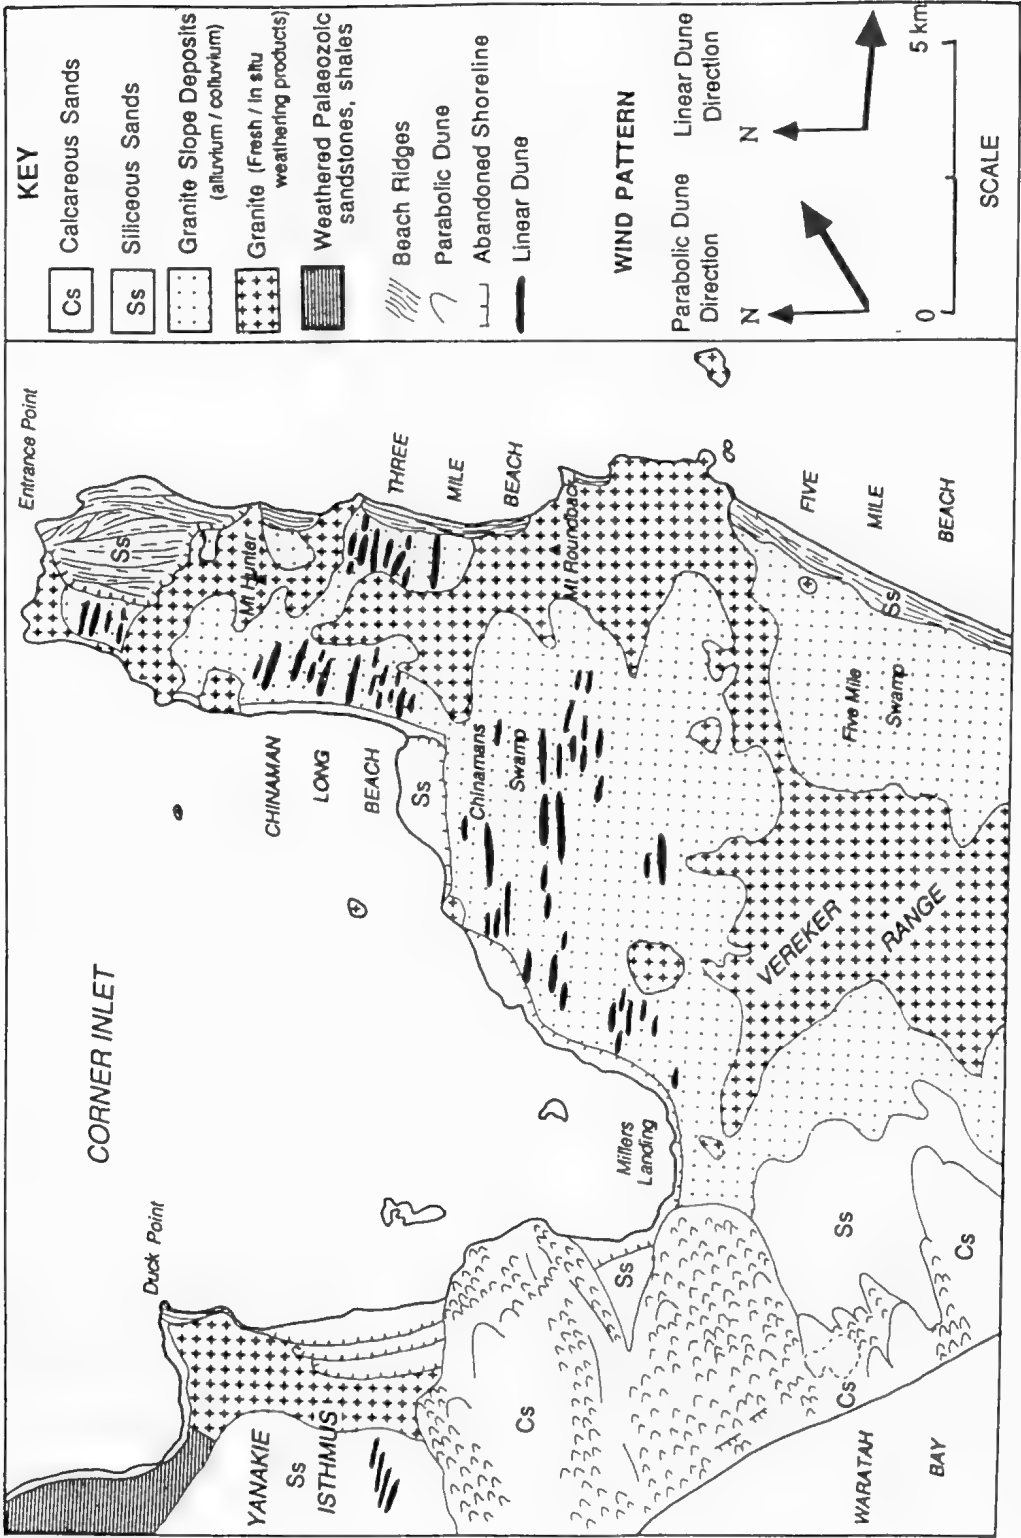 KEY
Cs
Calcareous Sands
Ss
Siliceous Sands
Granite Slope Deposits
(alluvium / colluvium)
Granite (Fresh / in situ
weathering products)
Weathered Palaeozoic
sandstones, shales
Beach Ridges
Parabolic Dune
Abandoned Shoreline
Linear Dune
WIND PATTERN
Parabolic Dune
Direction
Linear Dune
Direction
N
N
0
5 km
SCALE
Entrance Point
Ss
Mt Hunter
THREE
MILE
BEACH
Mt Roundback
FIVE
MILE
BEACH
Ss
Five Mile
Swamp
CHINAMAN
LONG
BEACH
Ss
Chinamans
Swamp
VEREKER
RANGE
CORNER INLET
Millers
Landing
Duck Point
Ss
Ss
Cs
Cs
Cs
YANAKIE
Ss
ISTHMUS
WARATAH
BAY